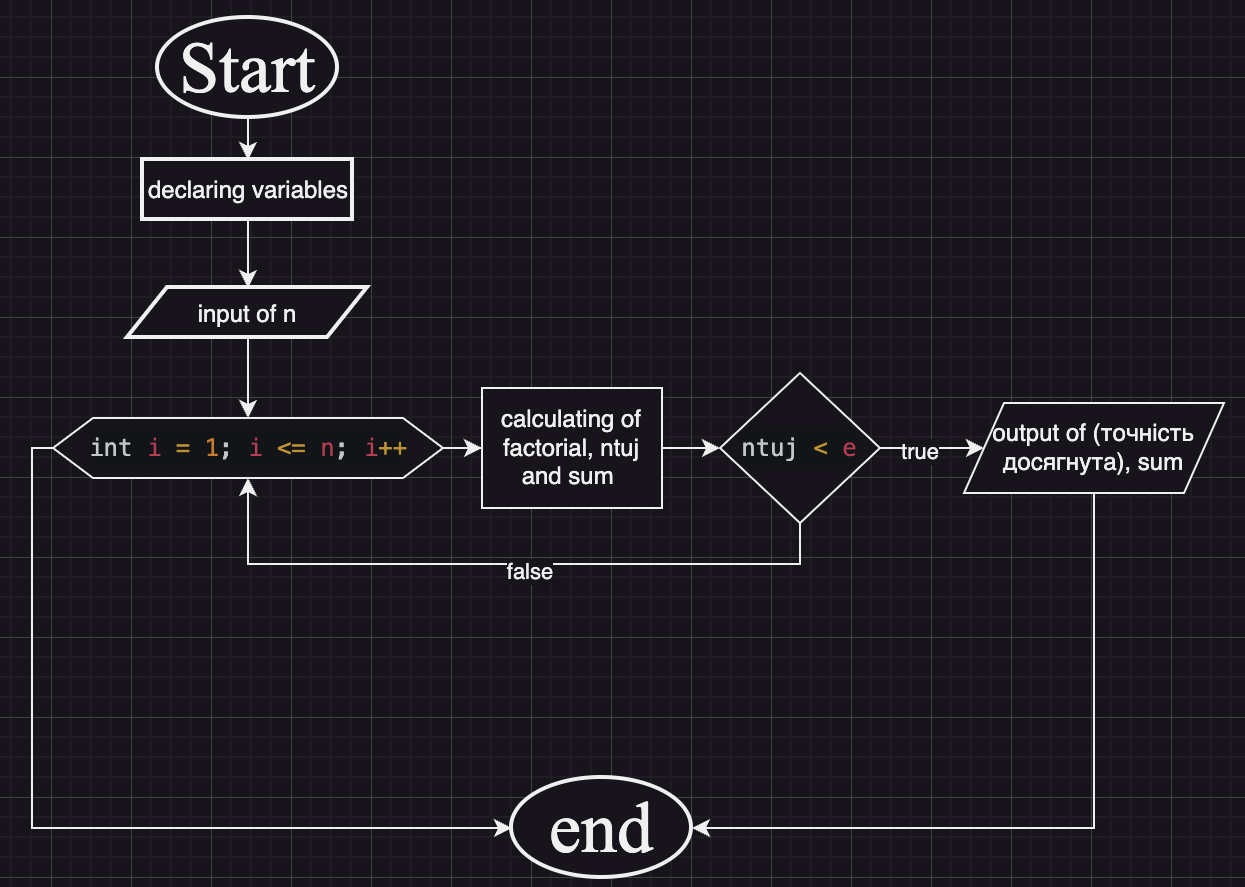 Start
declaring variables
input of n
int i = 1; i <= n; i++
calculating of
factorial, ntuj
and sum
ntuj < e
true
output of (точність
досягнута), sum
false
end